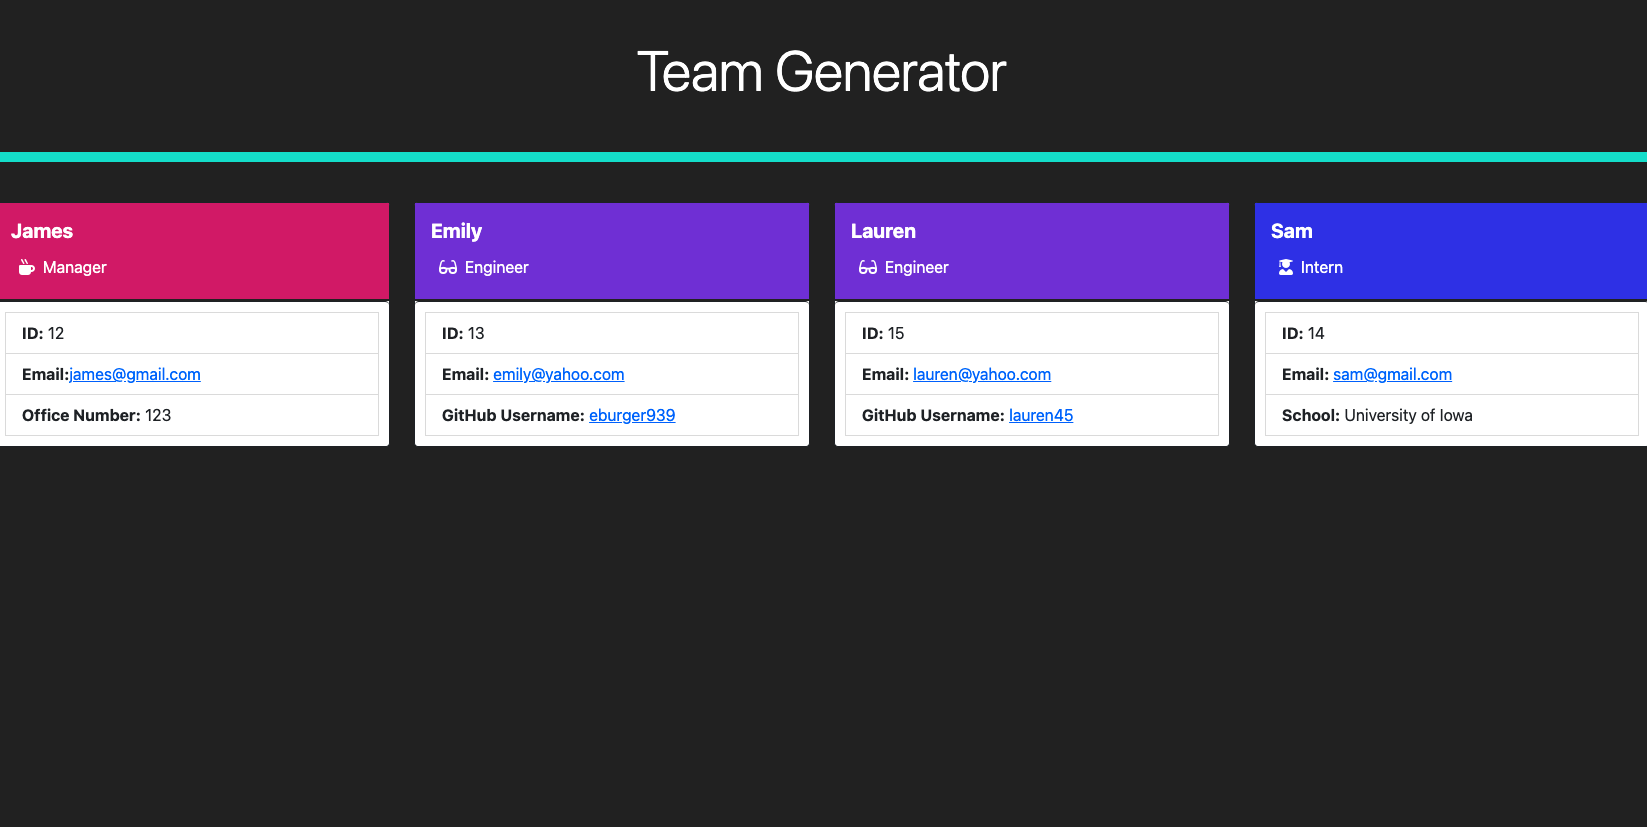 Team Generator
James
Manager
ID: 12
Email:james@gmail.com
Office Number: 123
Emily
Engineer
ID: 13
Email: emily@yahoo.com
GitHub Username: eburger939
Lauren
Engineer
ID: 15
Email: lauren@yahoo.com
GitHub Username: lauren45
Sam
Intern
ID: 14
Email: sam@gmail.com
School: University of Iowa